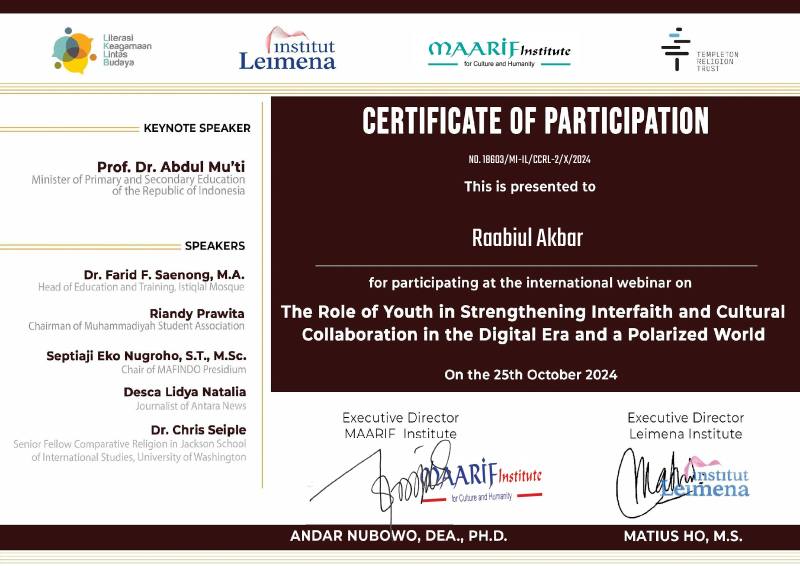 Literasi
Keagamaan
Lintas
Budaya
institut
Leimena
MAARIF Institute
for Culture and Humanity
TEMPLETON
RELIGION
TRUST
KEYNOTE SPEAKER
Prof. Dr. Abdul Mu'ti
Minister of Primary and Secondary Education
of the Republic of Indonesia
SPEAKERS
Dr. Farid F. Saenong, M.A.
Head of Education and Training, Istiqlal Mosque
Riandy Prawita
Chairman of Muhammadiyah Student Association
Septiaji Eko Nugroho, S.T., M.Sc.
Chair of MAFINDO Presidium
Desca Lidya Natalia
Journalist of Antara News
Dr. Chris Seiple
Senior Fellow Comparative Religion in Jackson School
of International Studies, University of Washington
CERTIFICATE OF PARTICIPATION
NO. 18603/MI-IL/CCRL-2/X/2024
This is presented to
Raabiul Akbar
for participating at the international webinar on
The Role of Youth in Strengthening Interfaith and Cultural
Collaboration in the Digital Era and a Polarized World
On the 25th October 2024
Executive Director
MAARIF Institute
MAARIF Institute
for Culture and Humanity
ANDAR NUBOWO, DEA., PH.D.
Executive Director
Leimena Institute
institut
Leimena
MATIUS HO, M.S.